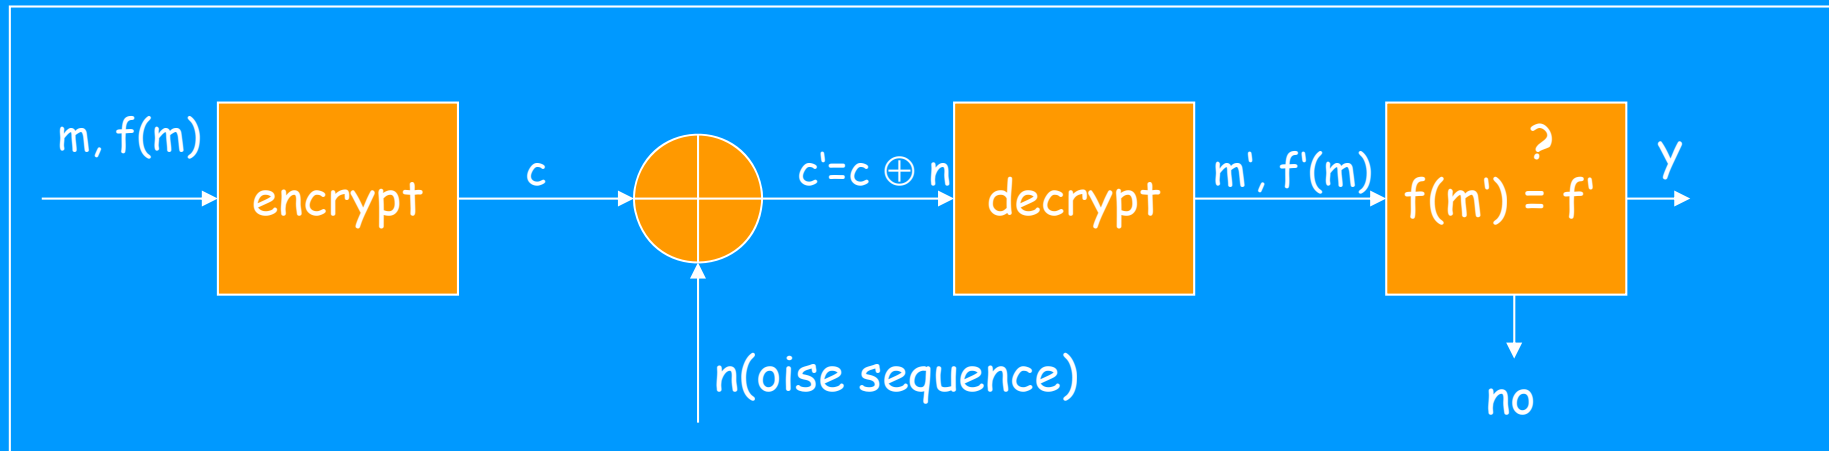 m, f(m)
encrypt
c
c'=c ⊕ n
decrypt
m', f'(m)
?
f(m') = f'
y
n(oise sequence)
no